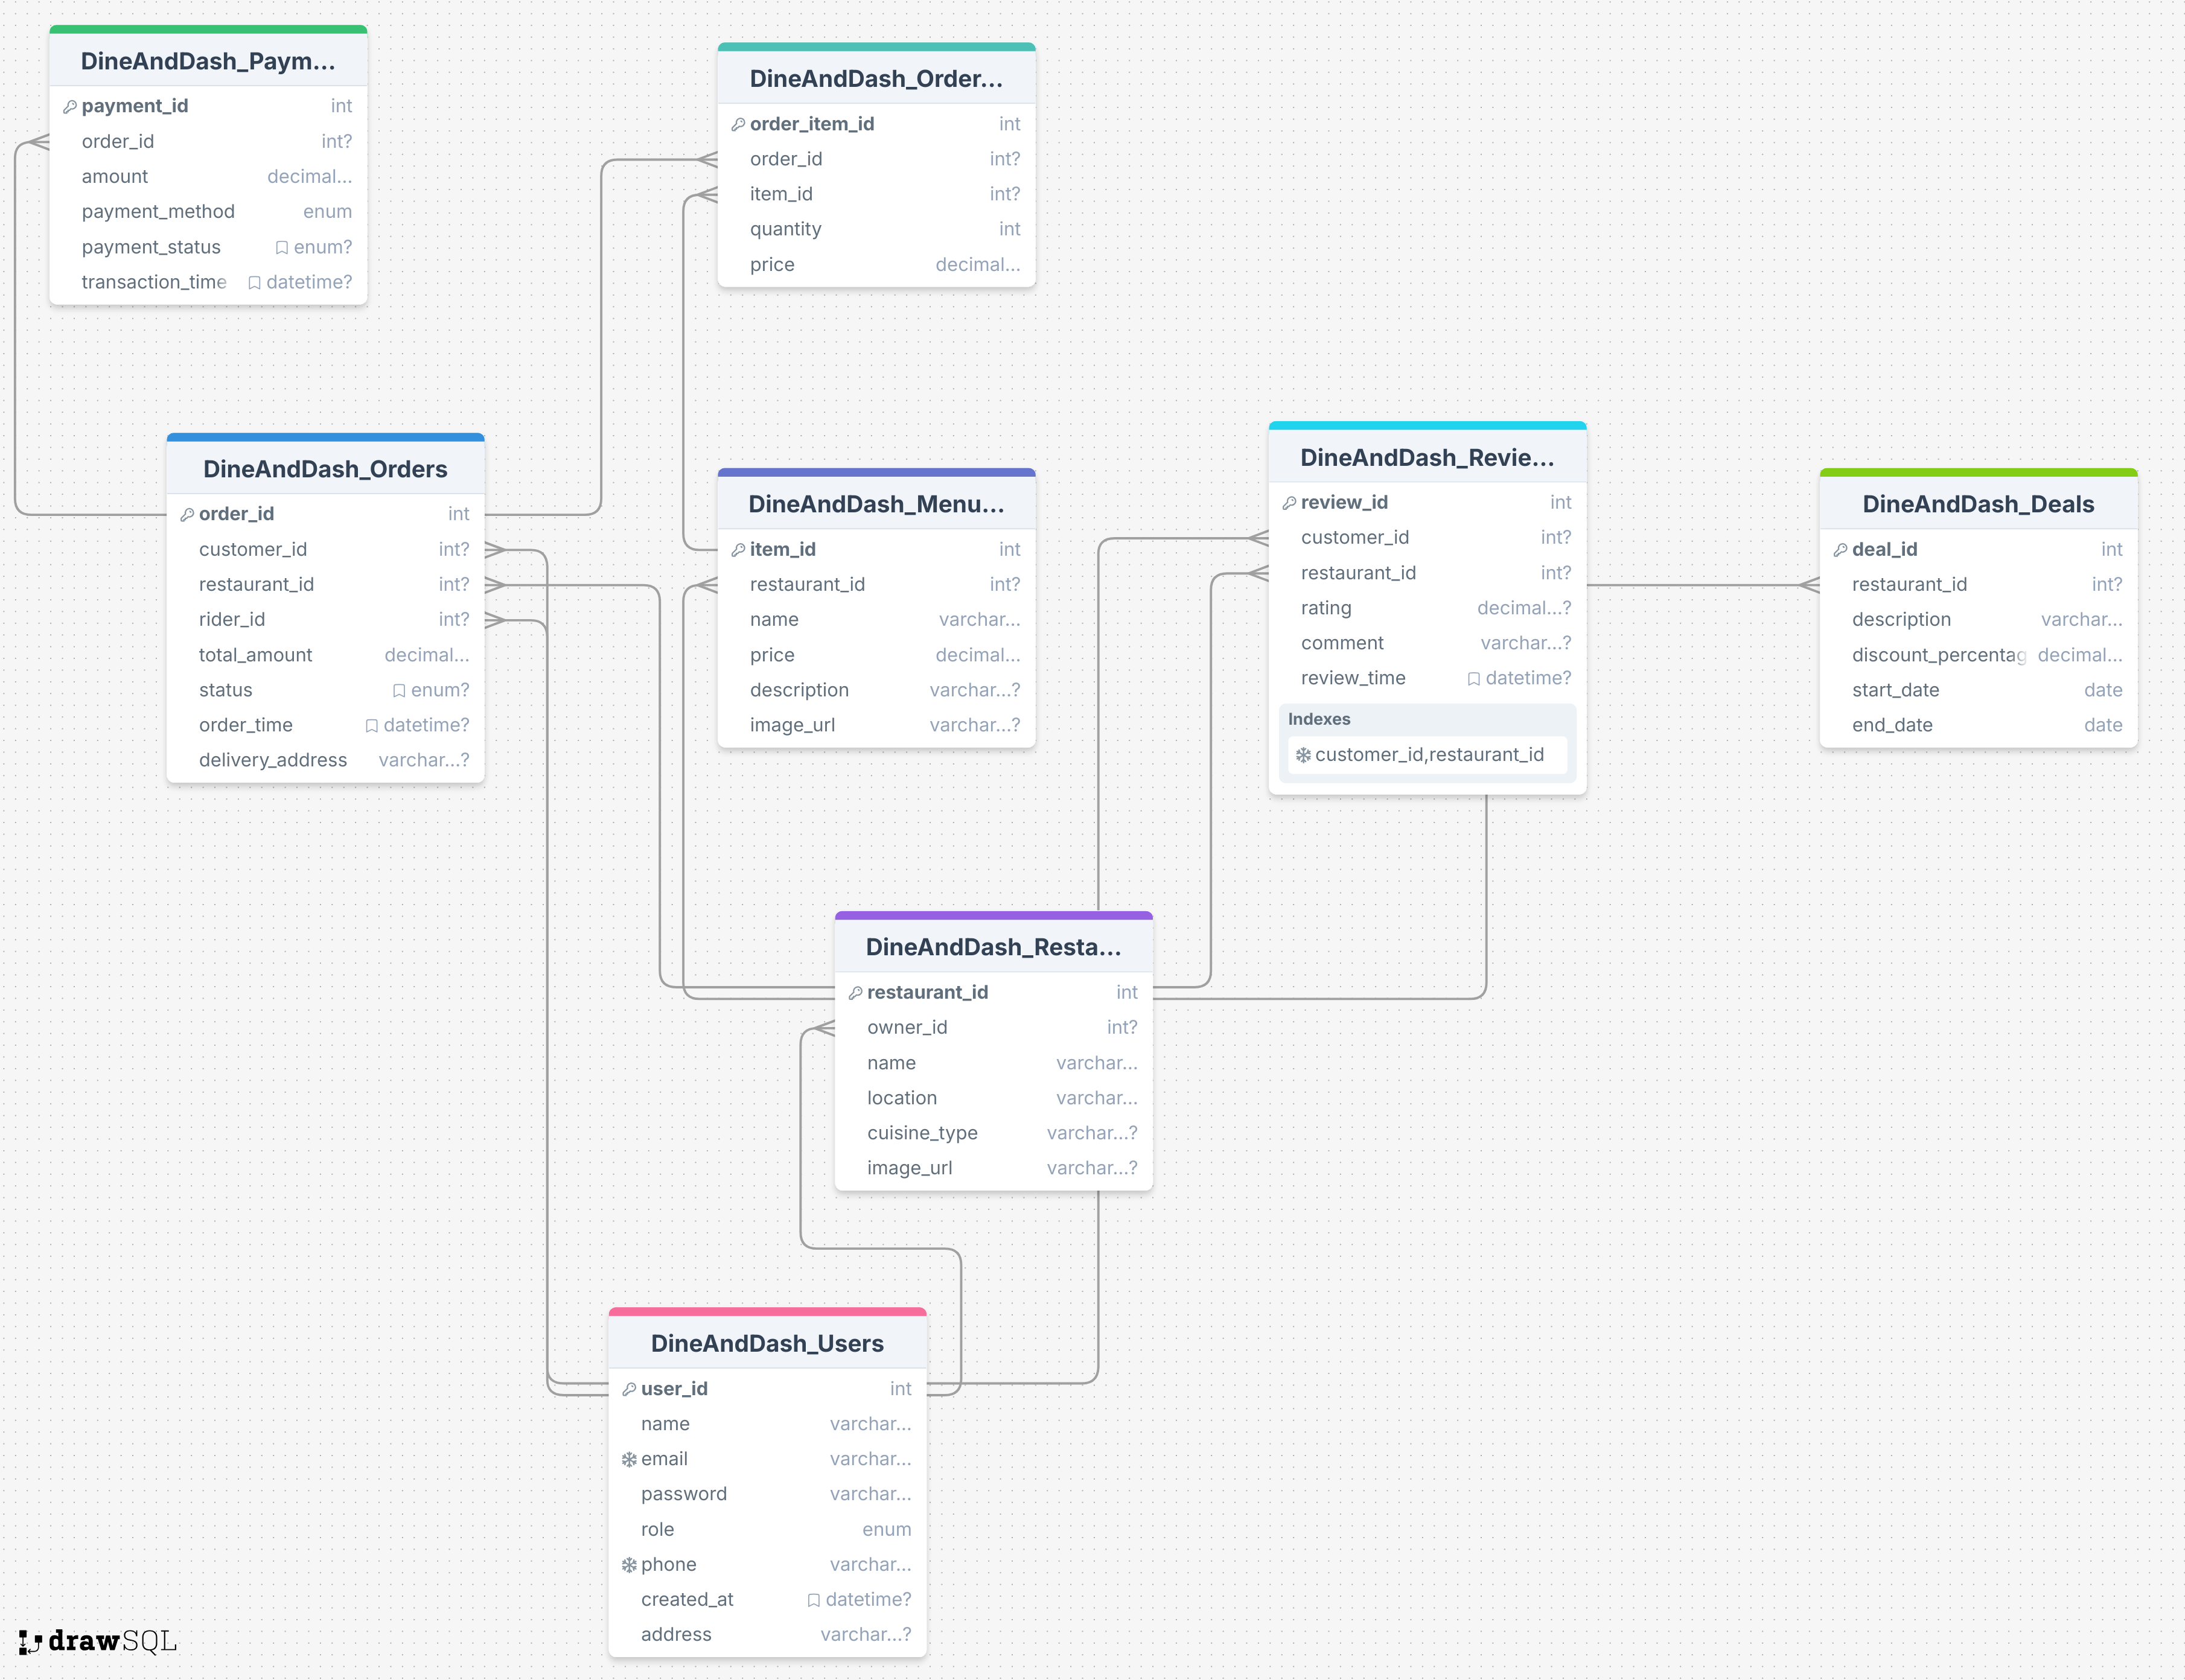 DineAndDash_Paym...
payment_id int
order_id int?
amount decimal...
payment_method enum
payment_status enum?
transaction_time datetime?
DineAndDash_Order...
order_item_id int
order_id int?
item_id int?
quantity int
price decimal...
DineAndDash_Orders
order_id int
customer_id int?
restaurant_id int?
rider_id int?
total_amount decimal...
status enum?
order_time datetime?
delivery_address varchar...?
DineAndDash_Menu...
item_id int
restaurant_id int?
name varchar...
price decimal...
description varchar...?
image_url varchar...?
DineAndDash_Revie...
review_id int
customer_id int?
restaurant_id int?
rating decimal...?
comment varchar...?
review_time datetime?
Indexes
customer_id,restaurant_id
DineAndDash_Deals
deal_id int
restaurant_id int?
description varchar...
discount_percentag decimal...
start_date date
end_date date
DineAndDash_Resta...
restaurant_id int
owner_id int?
name varchar...
location varchar...
cuisine_type varchar...?
image_url varchar...?
DineAndDash_Users
user_id int
name varchar...
email varchar...
password varchar...
role enum
phone varchar...
created_at datetime?
address varchar...?
drawSQL